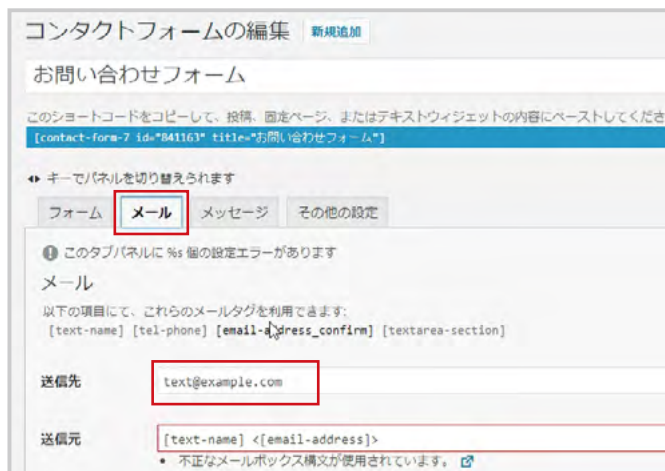 コンタクトフォームの編集 新規追加
お問い合わせフォーム
このショートコードをコピーして、投稿、固定ページ、またはテキストウィジェットの内容にペーストしてくださ
[contact-form-7 id="841163" title="お問い合わせフォーム"]
キーでパネルを切り替えられます
フォーム メール メッセージ その他の設定
このタブパネルに %s 個の設定エラーがあります
メール
以下の項目にて、これらのメールタグを利用できます:
[text-name] [tel-phone] [email-address_confirm] [textarea-section]
送信先 text@example.com
送信元 [text-name] <[email-address]>
• 不正なメールボックス構文が使用されています。